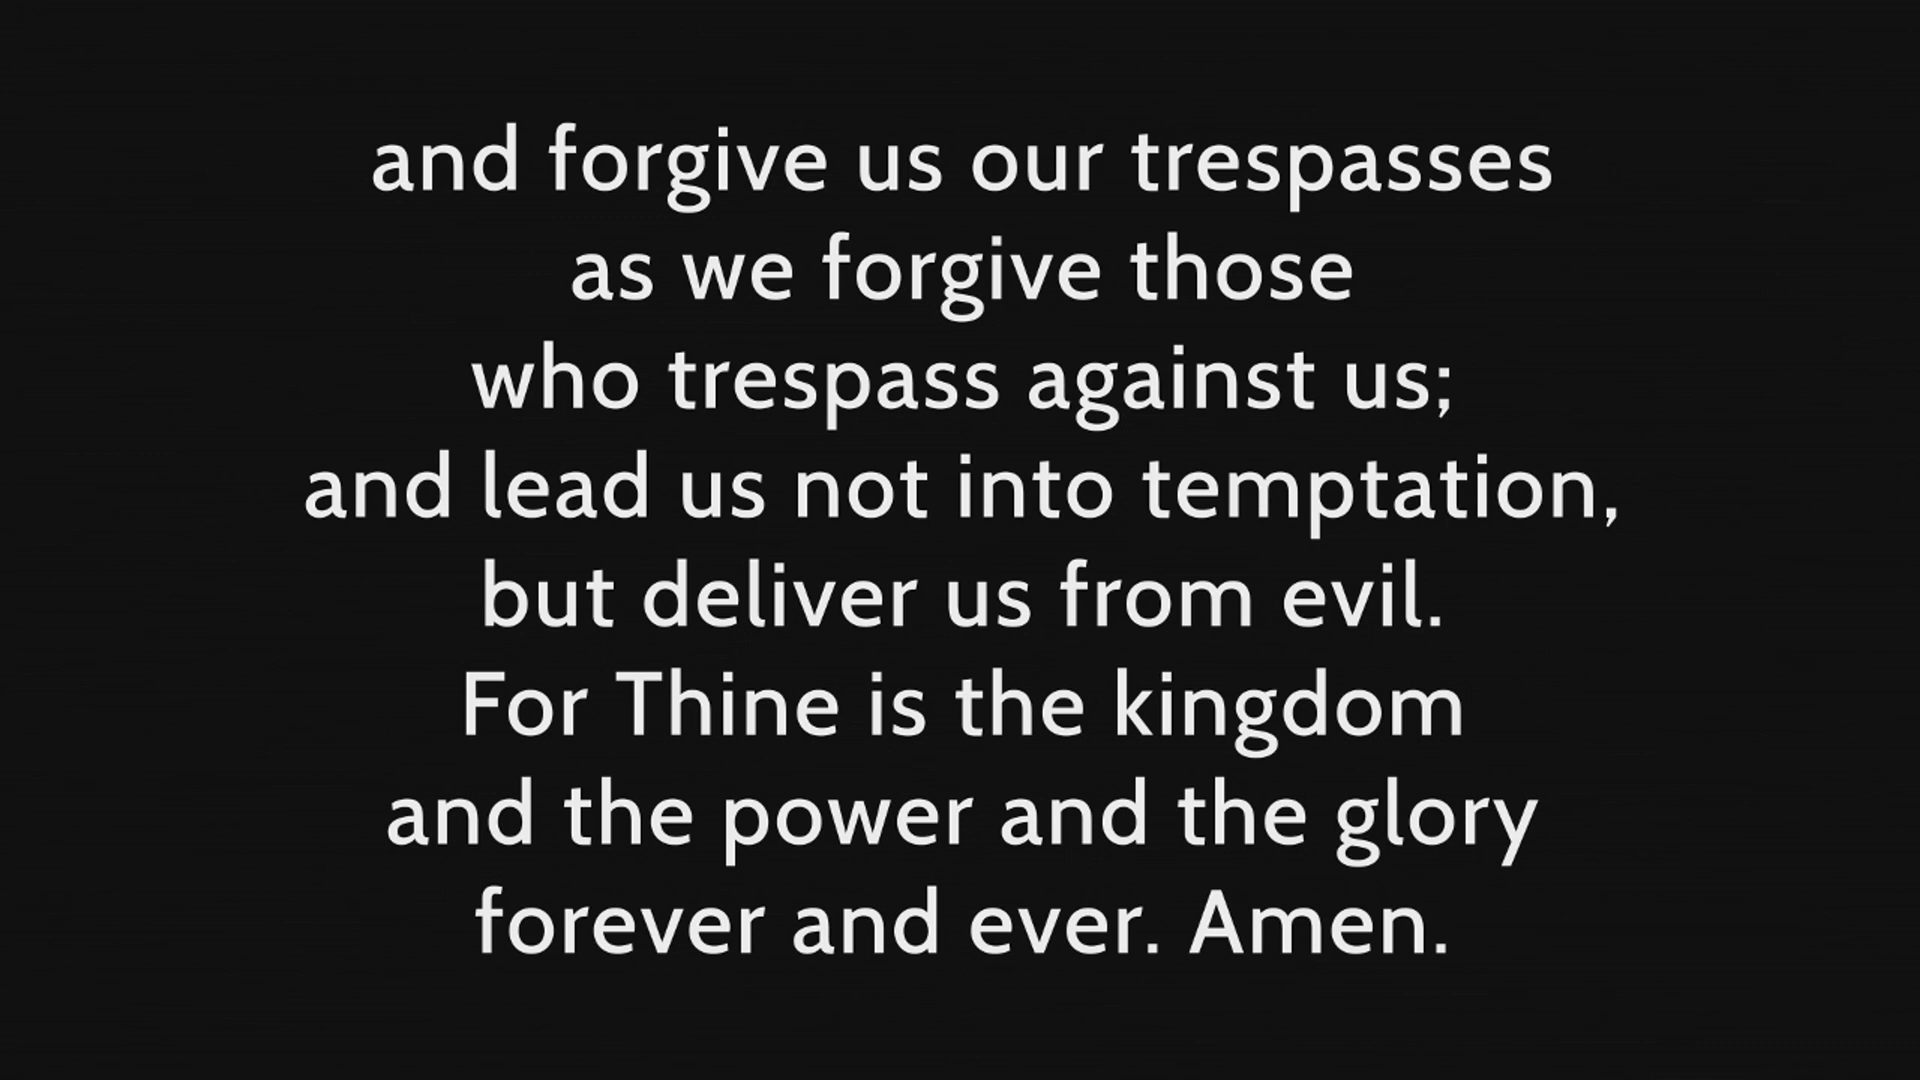 and forgive us our trespasses
as we forgive those
who trespass against us;
and lead us not into temptation,
but deliver us from evil.
For Thine is the kingdom
and the power and the glory
forever and ever. Amen.